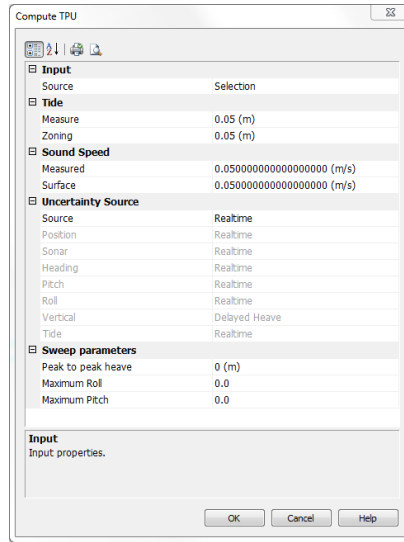 Compute TPU
Input
Source Selection
Tide
Measure 0.05 (m)
Zoning 0.05 (m)
Sound Speed
Measured 0.050000000000000000 (m/s)
Surface 0.050000000000000000 (m/s)
Uncertainty Source
Source Realtime
Position Realtime
Sonar Realtime
Heading Realtime
Pitch Realtime
Roll Realtime
Vertical Delayed Heave
Tide Realtime
Sweep parameters
Peak to peak heave 0 (m)
Maximum Roll 0.0
Maximum Pitch 0.0
Input
Input properties.
OK Cancel Help